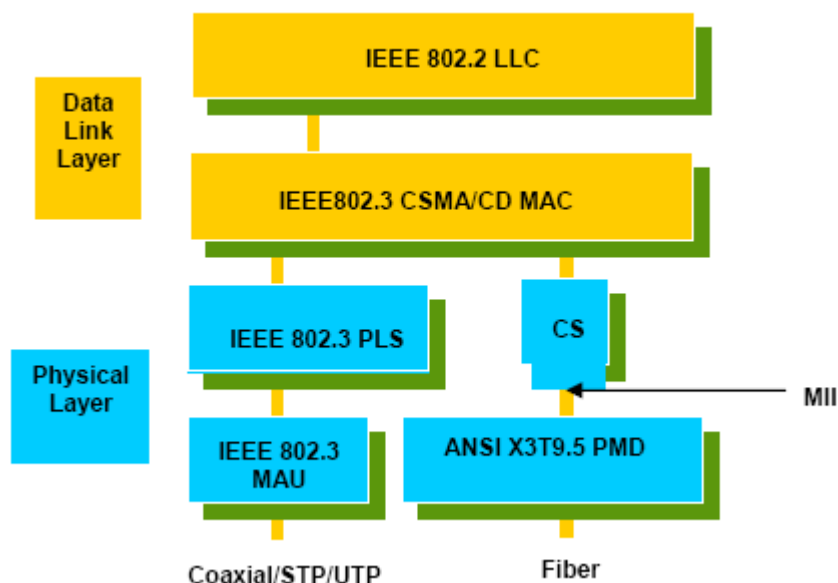 IEEE 802.2 LLC
Data
Link
Layer
IEEE802.3 CSMA/CD MAC
IEEE 802.3 PLS
CS
Physical
Layer
MII
IEEE 802.3
MAU
ANSI X3T9.5 PMD
Coaxial/STP/UTP
Fiber